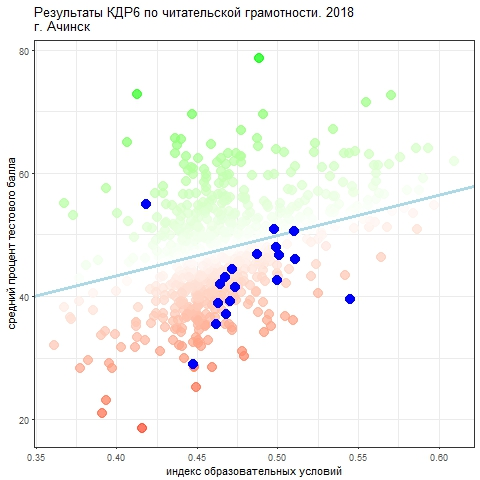 Результаты КДР6 по читательской грамотности. 2018
г. Ачинск
средний процент тестового балла
80
60
40
20
0.35 0.40 0.45 0.50 0.55 0.60
индекс образовательных условий